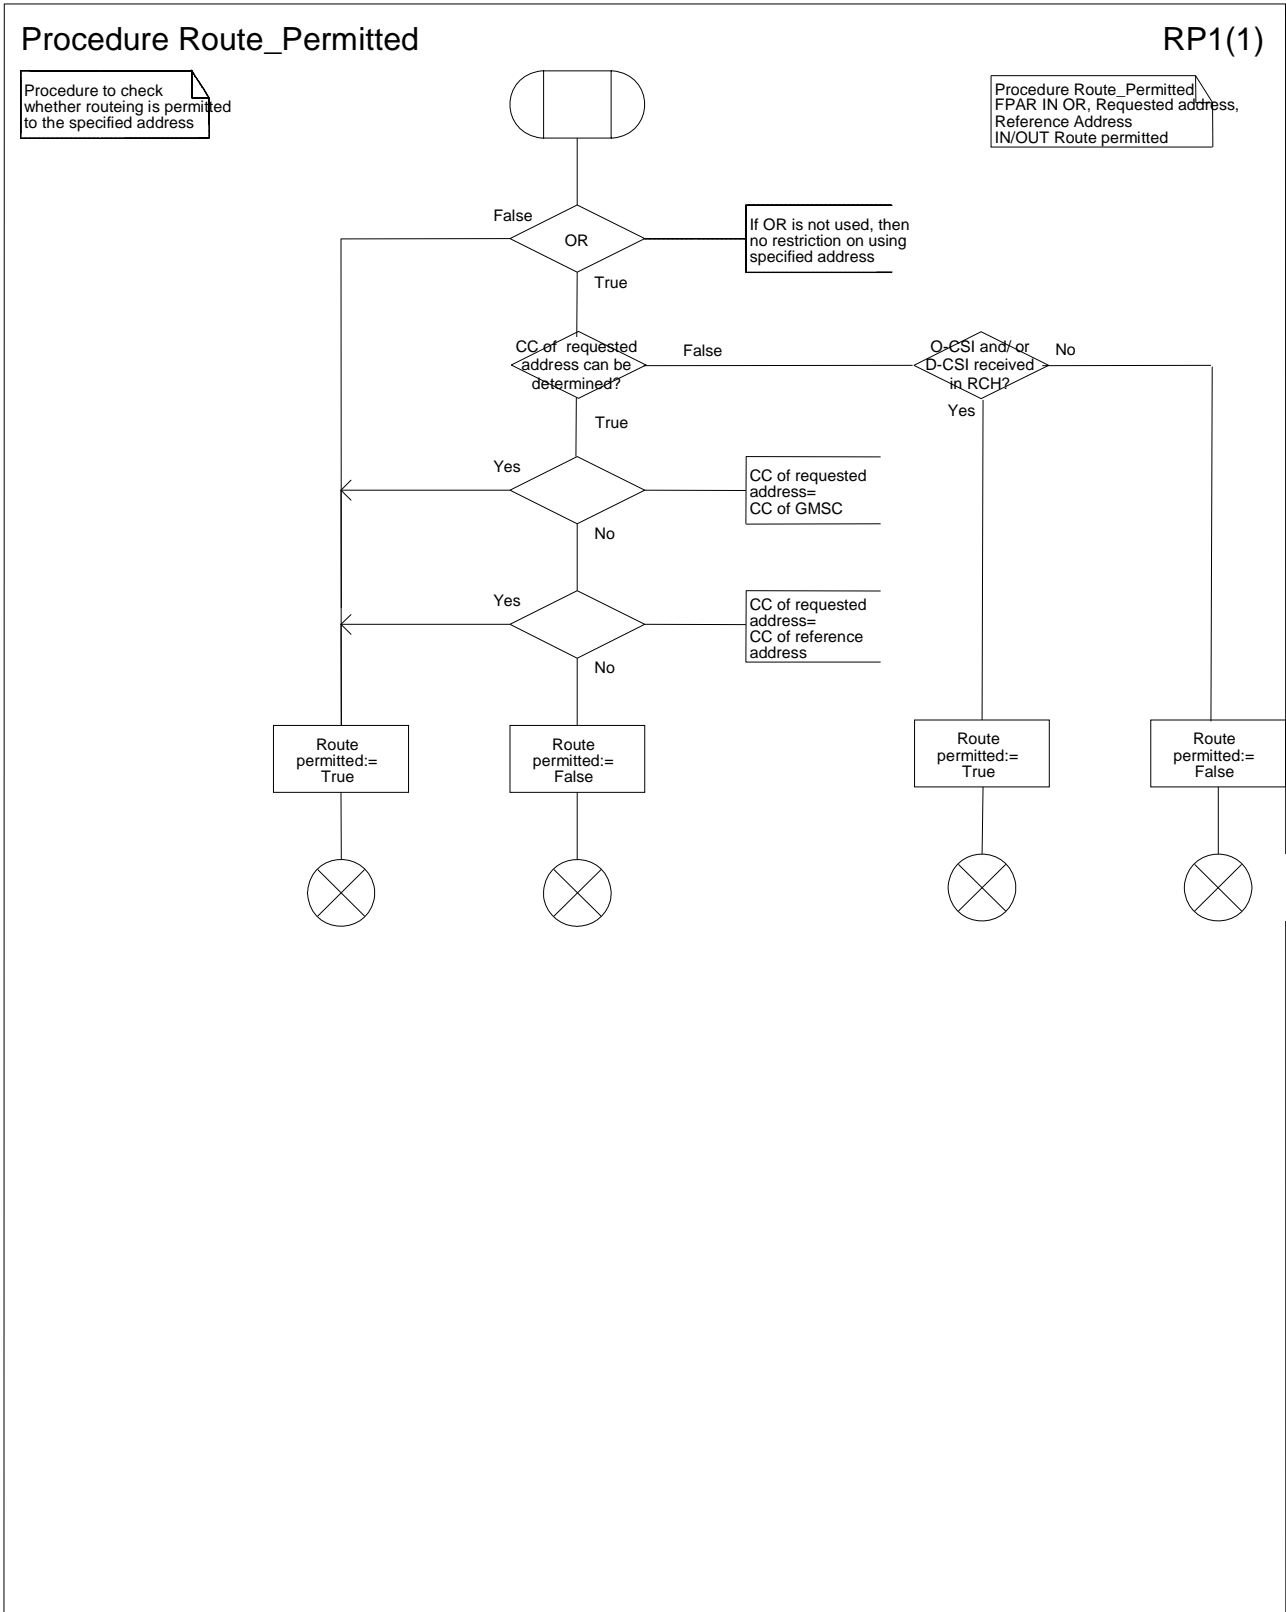 Procedure Route_Permitted
RP1(1)
Procedure to check
whether routeing is permitted
to the specified address
Procedure Route_Permitted
FPAR IN OR, Requested address,
Reference Address
IN/OUT Route permitted
False
OR
If OR is not used, then
no restriction on using
specified address
True
CC of requested
address can be
determined?
False
O-CSI and/ or
D-CSI received
in RCH?
No
Yes
True
Yes
CC of requested
address=
CC of GMSC
No
Yes
CC of requested
address=
CC of reference
address
No
Route
permitted:=
True
Route
permitted:=
False
Route
permitted:=
True
Route
permitted:=
False